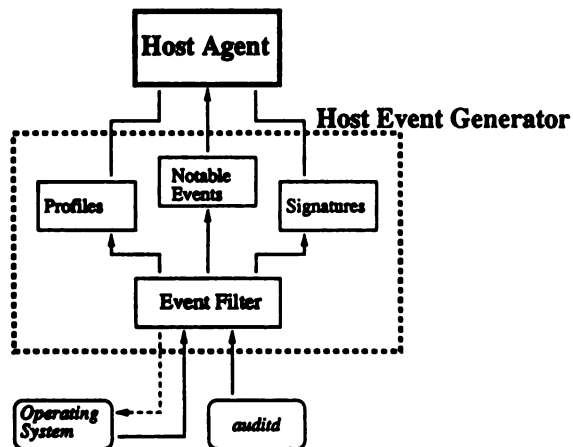 Host Agent
Host Event Generator
Notable
Events
Profiles
Signatures
Event Filter
Operating
System
auditd